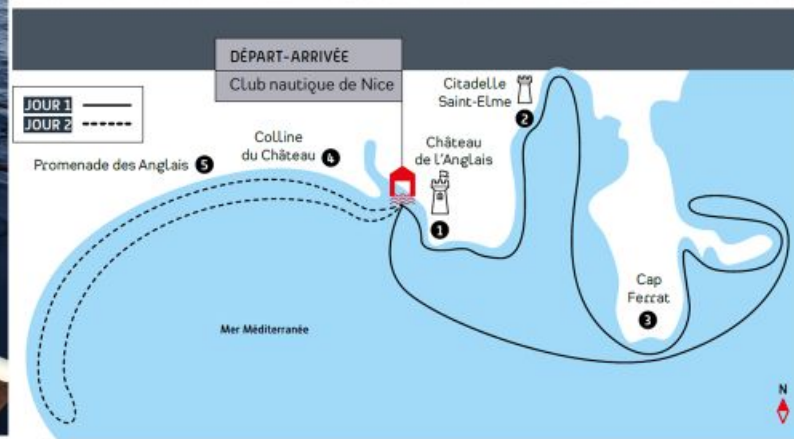 DÉPART-ARRIVÉE
Club nautique de Nice
JOUR 1
JOUR 2
Promenade des Anglais 5
Colline
du Château 4
Citadelle
Saint-Elme
2
Château
de l'Anglais
1
Cap
Ferrat
3
Mer Méditerranée
N